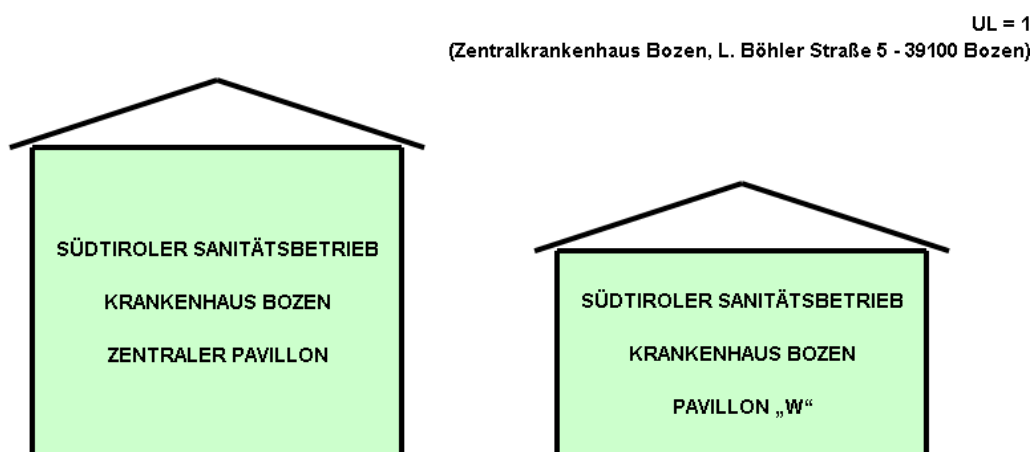 UL = 1
(Zentralkrankenhaus Bozen, L. Böhler Straße 5 - 39100 Bozen)
SÜDTIROLER SANITÄTSBETRIEB
KRANKENHAUS BOZEN
ZENTRALER PAVILLON
SÜDTIROLER SANITÄTSBETRIEB
KRANKENHAUS BOZEN
PAVILLON „W“